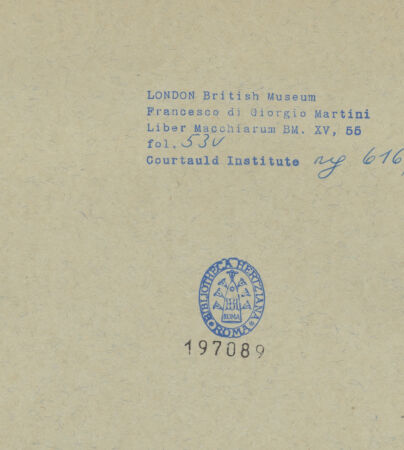 LONDON British Museum
Francesco di Giorgio Martini
Liber Macchiarum BM. XV, 55
fol. 53v
Courtauld Institute neg 616
BIBLIOTHECA HERTZIANA
ROMA
ROMA
197089